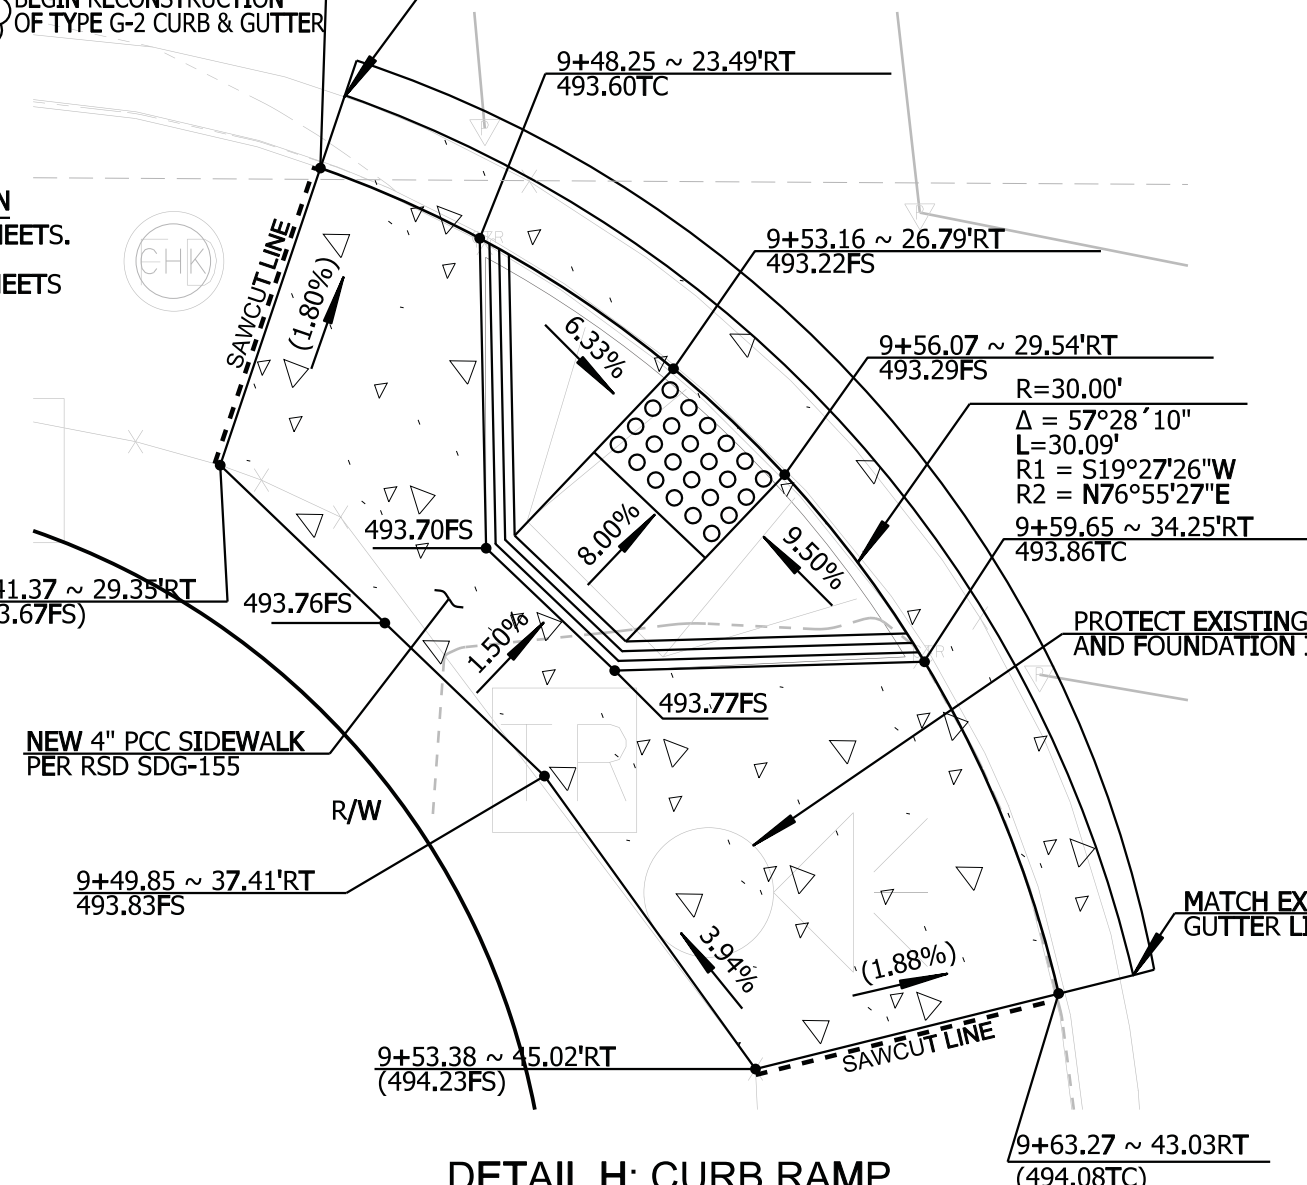 BEGIN RECONSTRUCTION
OF TYPE G-2 CURB & GUTTER
9+48.25 ~ 23.49'RT
493.60TC
9+53.16 ~ 26.79'RT
493.22FS
9+56.07 ~ 29.54'RT
493.29FS
R=30.00'
Δ = 57°28´10"
L=30.09'
R1 = S19°27'26"W
R2 = N76°55'27"E
9+59.65 ~ 34.25'RT
493.86TC
N
EETS.
EETS
CHK
SAWCUT LINE
(1.80%)
6.33%
8.00%
9.50%
493.70FS
41.37 ~ 29.35'RT
3.67FS)
493.76FS
1.50%
493.77FS
PROTECT EXISTING
AND FOUNDATION
NEW 4" PCC SIDEWALK
PER RSD SDG-155
TR
R/W
9+49.85 ~ 37.41'RT
493.83FS
3.94%
(1.88%)
MATCH EX
GUTTER LI
SAWCUT LINE
9+53.38 ~ 45.02'RT
(494.23FS)
9+63.27 ~ 43.03RT
(494.08TC)
DETAIL H: CURB RAMP